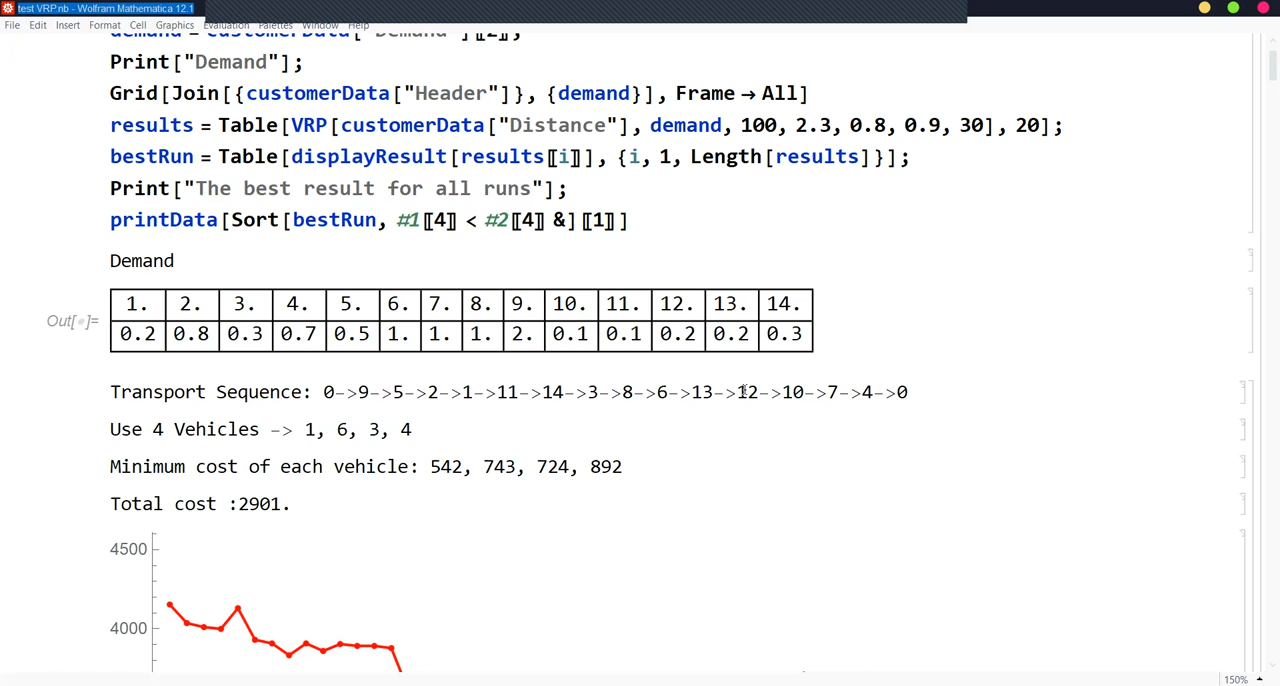 test VRP.nb - Wolfram Mathematica 12.1
File Edit Insert Format Cell Graphics Evaluation Palettes Window Help
demand = customerData["Demand"]〚2〛;
Print["Demand"];
Grid[Join[{customerData["Header"]}, {demand}], Frame → All]
results = Table[VRP[customerData["Distance"], demand, 100, 2.3, 0.8, 0.9, 30], 20];
bestRun = Table[displayResult[results〚i〛], {i, 1, Length[results]}];
Print["The best result for all runs"];
printData[Sort[bestRun, #1〚4〛 < #2〚4〛 &]〚1〛]
Demand
Out[•]=
1. 2. 3. 4. 5. 6. 7. 8. 9. 10. 11. 12. 13. 14.
0.2 0.8 0.3 0.7 0.5 1. 1. 1. 2. 0.1 0.1 0.2 0.2 0.3
Transport Sequence: 0->9->5->2->1->11->14->3->8->6->13->12->10->7->4->0
Use 4 Vehicles -> 1, 6, 3, 4
Minimum cost of each vehicle: 542, 743, 724, 892
Total cost :2901.
4500
4000
150%